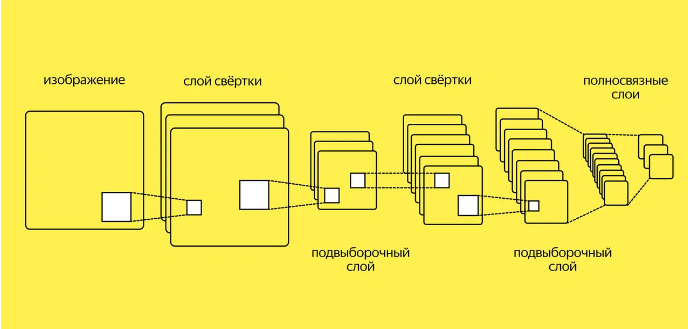 изображение
слой свёртки
слой свёртки
полносвязные
слои
подвыборочный
слой
подвыборочный
слой